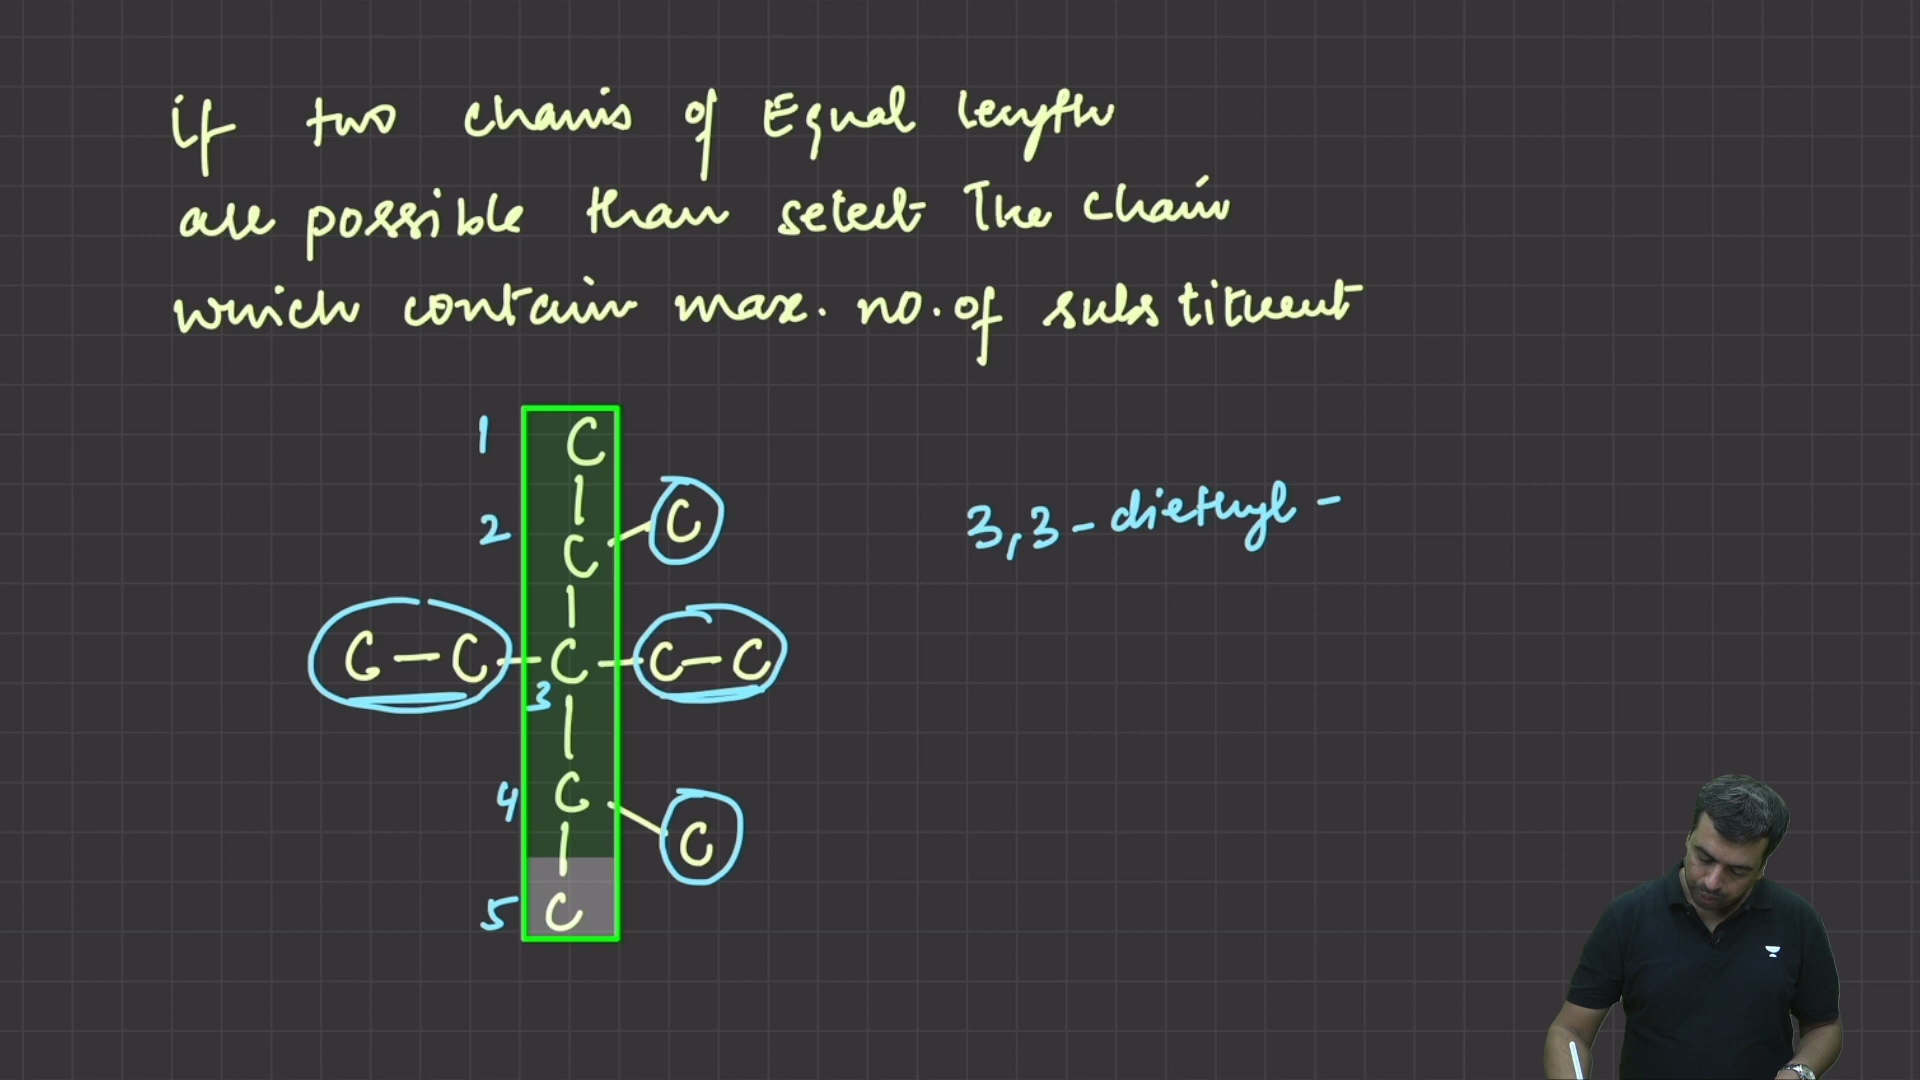 if two chains of Equal length
are possible than select The chain
which contain max. no. of substituent
1 C
2 C - C
3,3-diethyl-
C - C - C - C - C
3
4 C C
5 C